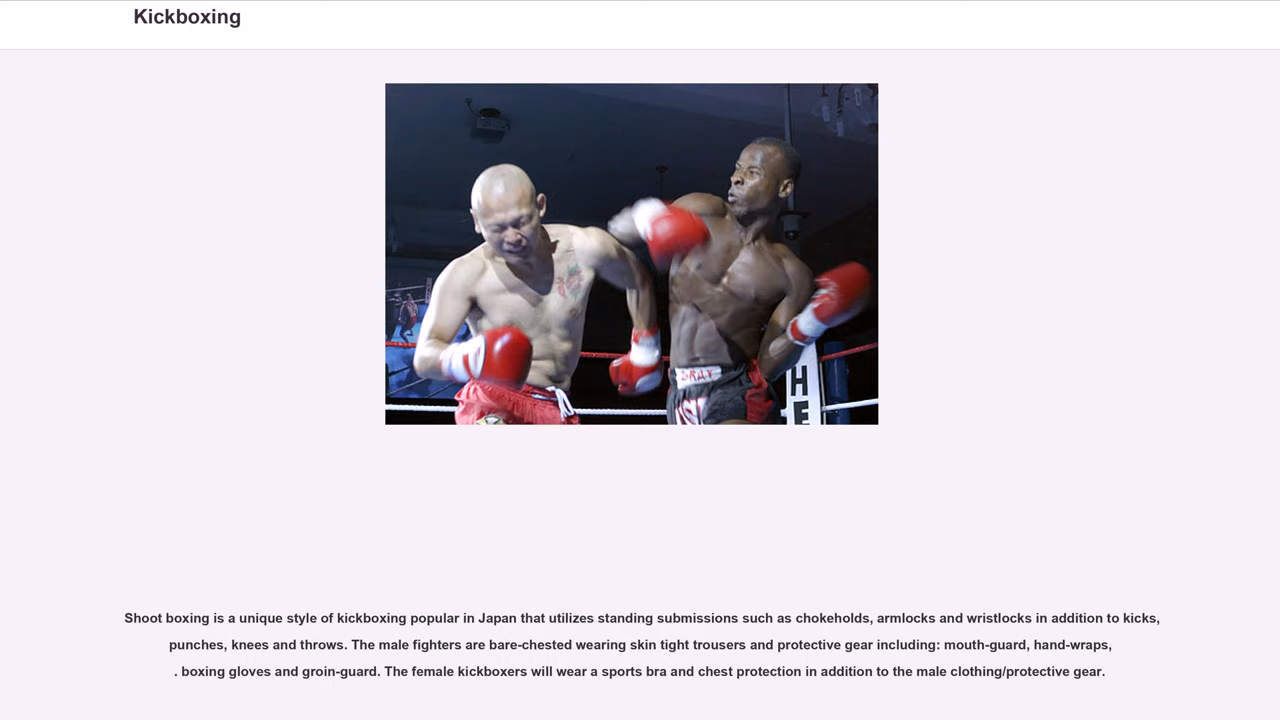 Kickboxing
HE
Shoot boxing is a unique style of kickboxing popular in Japan that utilizes standing submissions such as chokeholds, armlocks and wristlocks in addition to kicks,
punches, knees and throws. The male fighters are bare-chested wearing skin tight trousers and protective gear including: mouth-guard, hand-wraps,
. boxing gloves and groin-guard. The female kickboxers will wear a sports bra and chest protection in addition to the male clothing/protective gear.